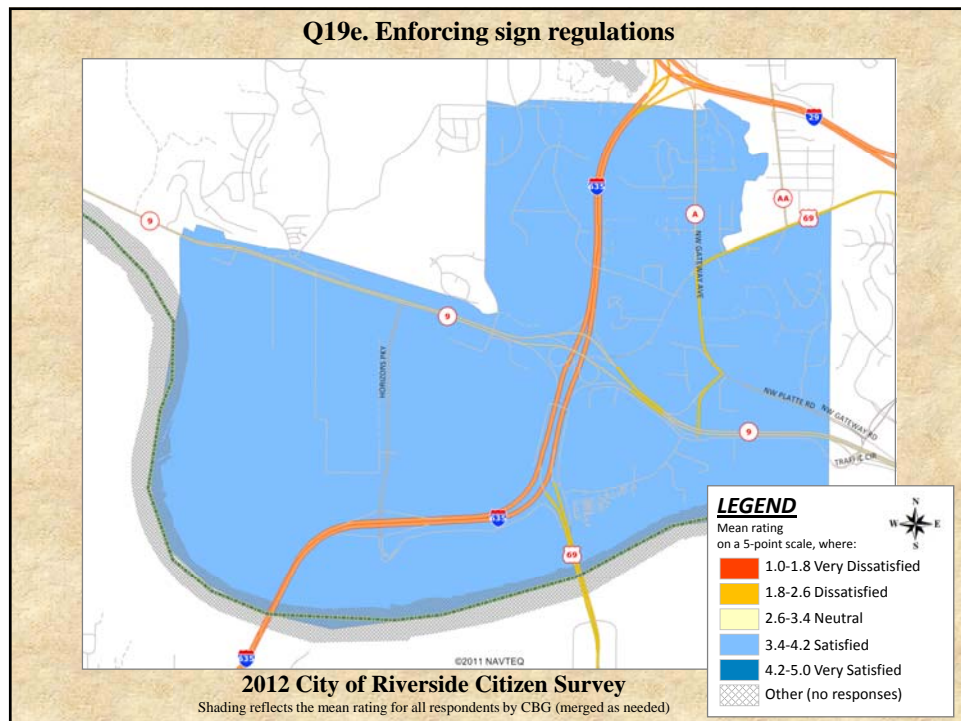 Q19e. Enforcing sign regulations
29
635
A
AA
69
9
NW GATEWAY AVE
9
HORIZONS PKY
NW PLATTE RD
NW GATEWAY RD
9
TRAFFIC CIR
635
69
635
©2011 NAVTEQ
LEGEND
Mean rating
on a 5-point scale, where:
N
W
E
S
1.0-1.8 Very Dissatisfied
1.8-2.6 Dissatisfied
2.6-3.4 Neutral
3.4-4.2 Satisfied
4.2-5.0 Very Satisfied
Other (no responses)
2012 City of Riverside Citizen Survey
Shading reflects the mean rating for all respondents by CBG (merged as needed)